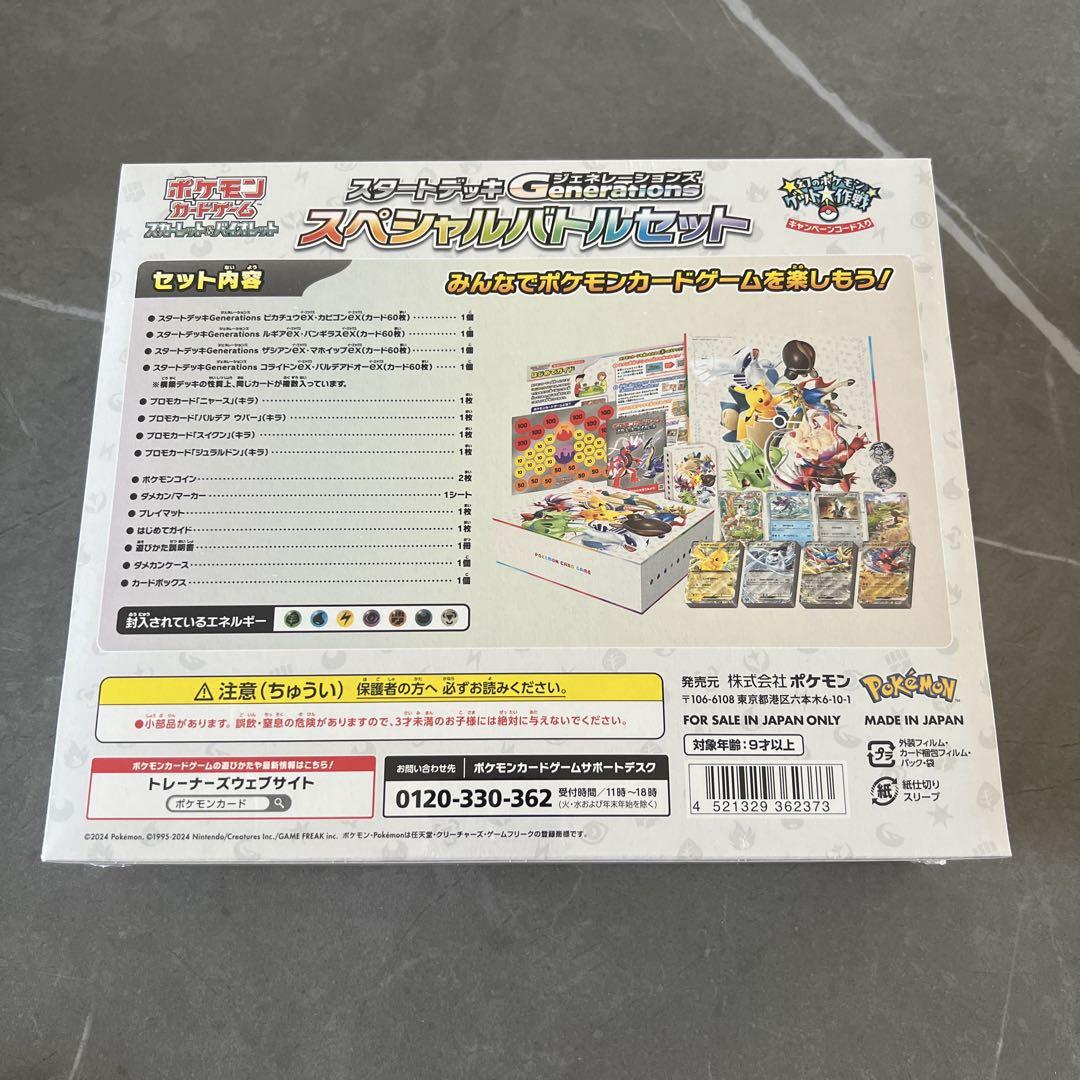 ポケモン
カードゲーム
スカーレット&バイオレット
スタートデッキ Generations
ジェネレーションズ
スペシャルバトルセット
幻のポケモン
ゲット★作戦
キャンペーンコード入り
セット内容
みんなでポケモンカードゲームを楽しもう!
●スタートデッキGenerations ピカチュウex・カビゴンex(カード60枚)………1個
●スタートデッキGenerations ルギアex・バンギラスex(カード60枚)………1個
●スタートデッキGenerations ザシアンex・マホイップex(カード60枚)………1個
●スタートデッキGenerations コライドンex・パルデアドオーex(カード60枚)………1個
※構築デッキの性質上、同じカードが複数入っています。
●プロモカード「ニャース」(キラ)………1枚
●プロモカード「パルデア ウパー」(キラ)………1枚
●プロモカード「スイクン」(キラ)………1枚
●プロモカード「ジュラルドン」(キラ)………1枚
●ポケモンコイン………2枚
●ダメカン/マーカー………1シート
●プレイマット………1枚
●はじめてガイド………1枚
●遊びかた説明書………1冊
●ダメカンケース………1個
●カードボックス………1個
はじめてガイド
POKÉMON CARD GAME
封入されているエネルギー
⚠注意(ちゅうい) 保護者の方へ 必ずお読みください。
●小部品があります。誤飲・窒息の危険がありますので、3才未満のお子様には絶対に与えないでください。
発売元 株式会社ポケモン
〒106-6108 東京都港区六本木6-10-1
POKÉMON
FOR SALE IN JAPAN ONLY
MADE IN JAPAN
対象年齢:9才以上
プラ
外装フィルム・
カード梱包フィルム・
パック・袋
紙
紙仕切り
スリーブ
ポケモンカードゲームの遊びかたや最新情報はこちら!
トレーナーズウェブサイト
ポケモンカード
お問い合わせ先 ポケモンカードゲームサポートデスク
0120-330-362 受付時間/11時~18時
(火・水および年末年始を除く)
4 521329 362373
©2024 Pokémon. ©1995-2024 Nintendo/Creatures Inc./GAME FREAK inc. ポケモン・Pokémonは任天堂・クリーチャーズ・ゲームフリークの登録商標です。